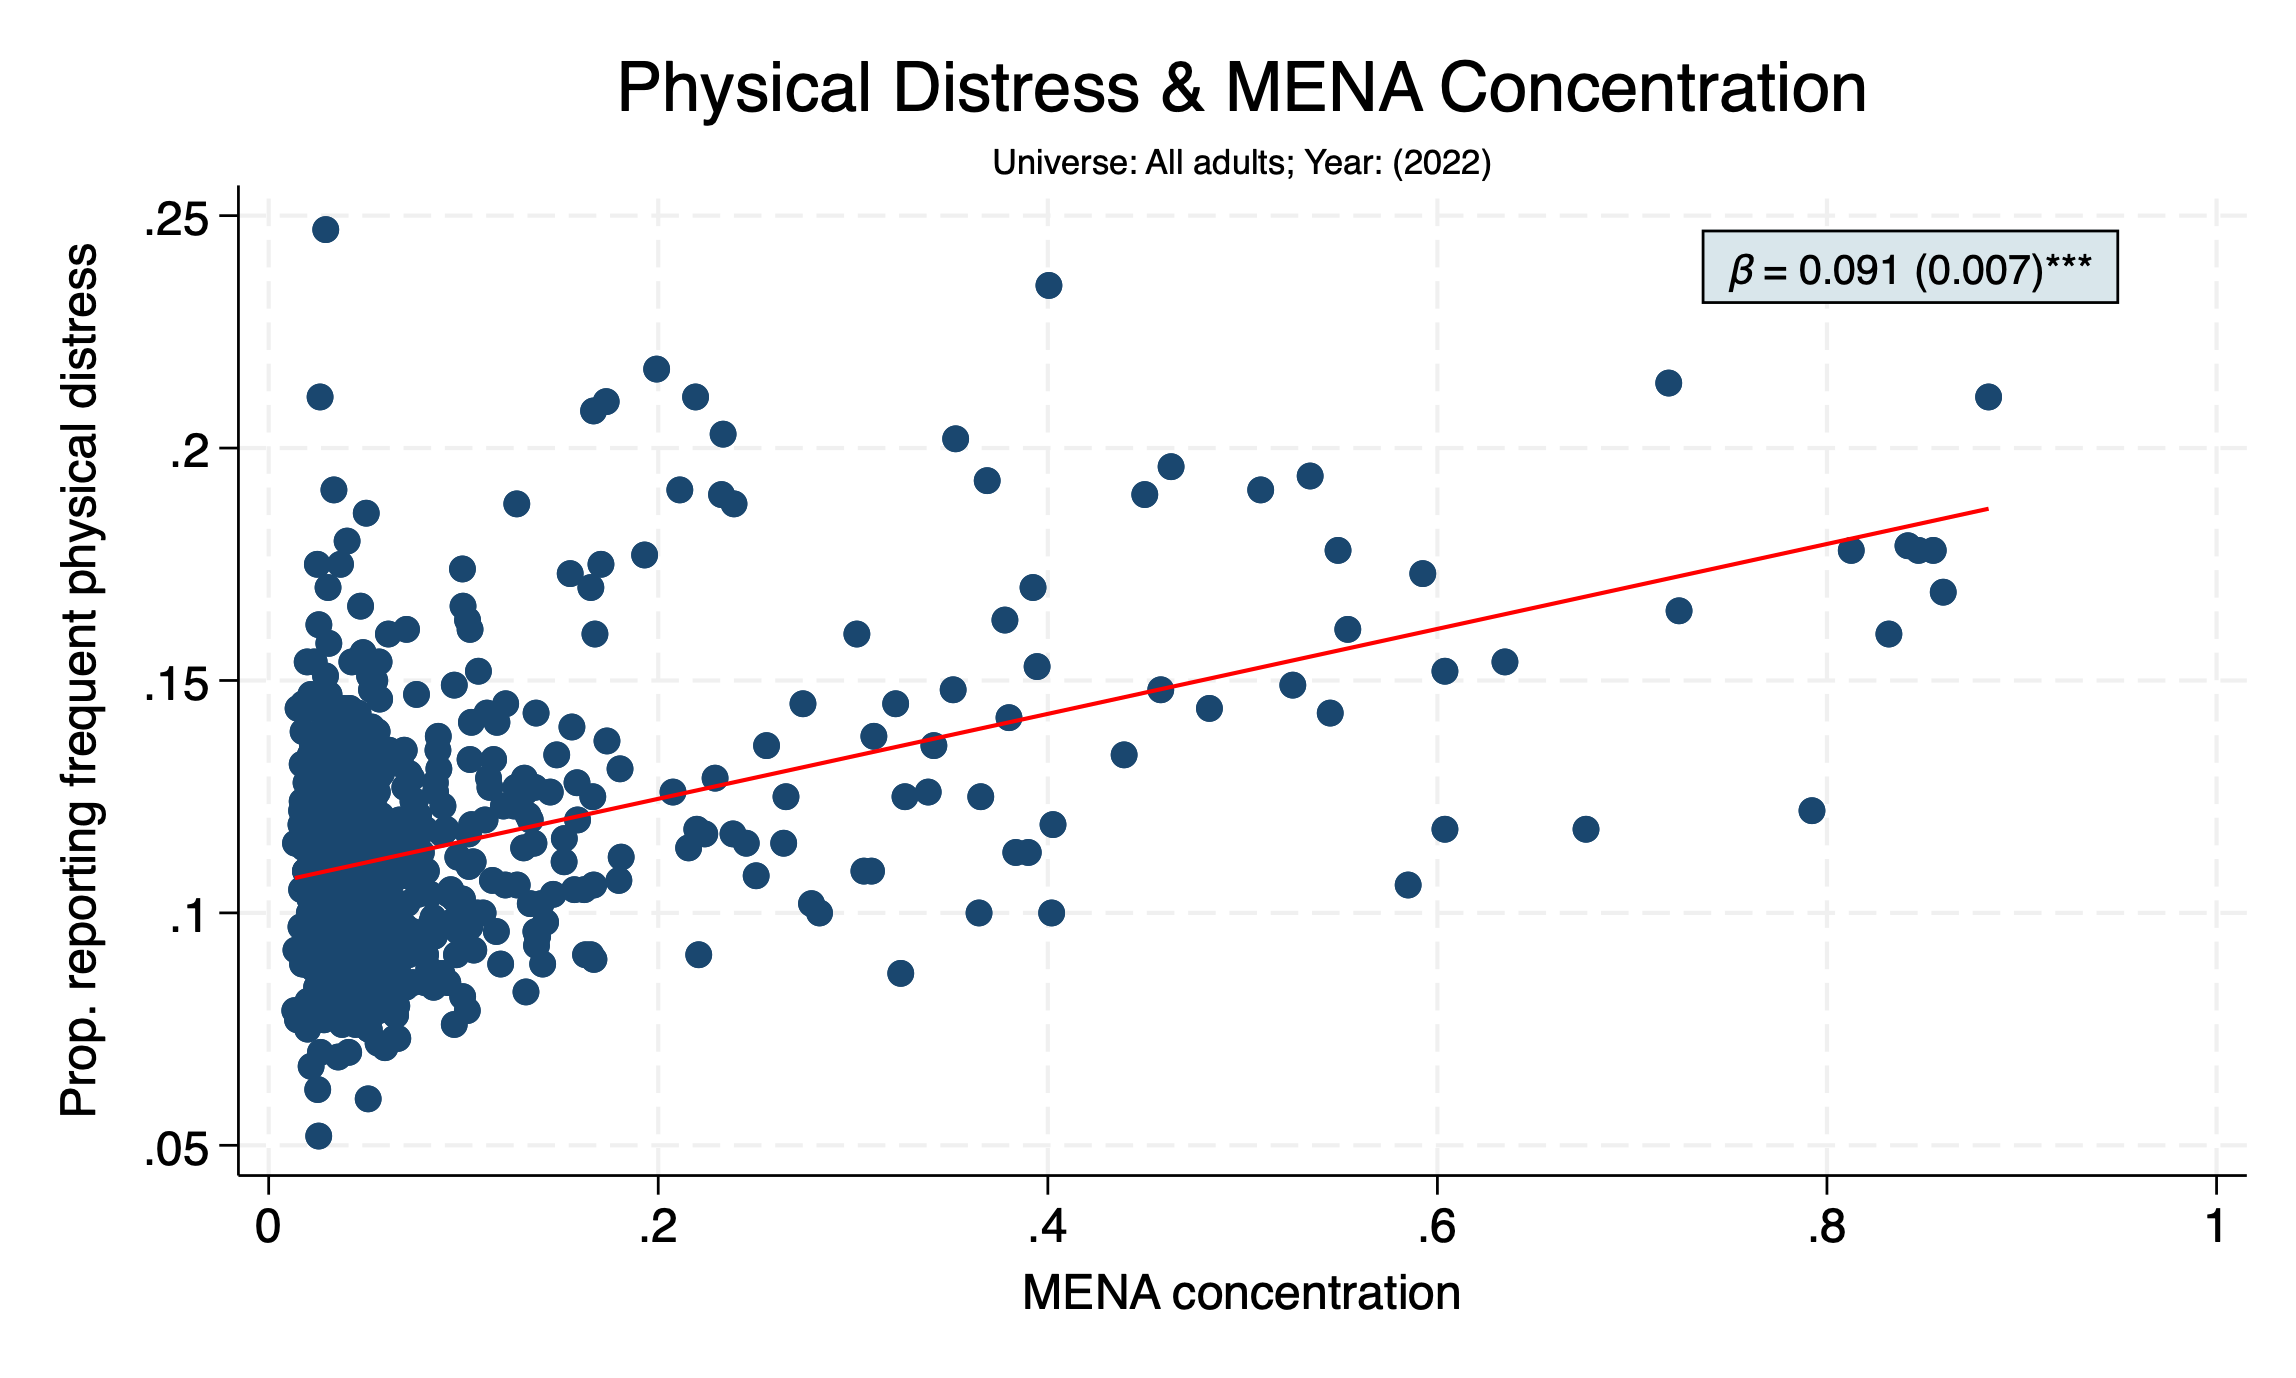 Physical Distress & MENA Concentration
Universe: All adults; Year: (2022)
β = 0.091 (0.007)***
Prop. reporting frequent physical distress
.25
.2
.15
.1
.05
0 .2 .4 .6 .8 1
MENA concentration